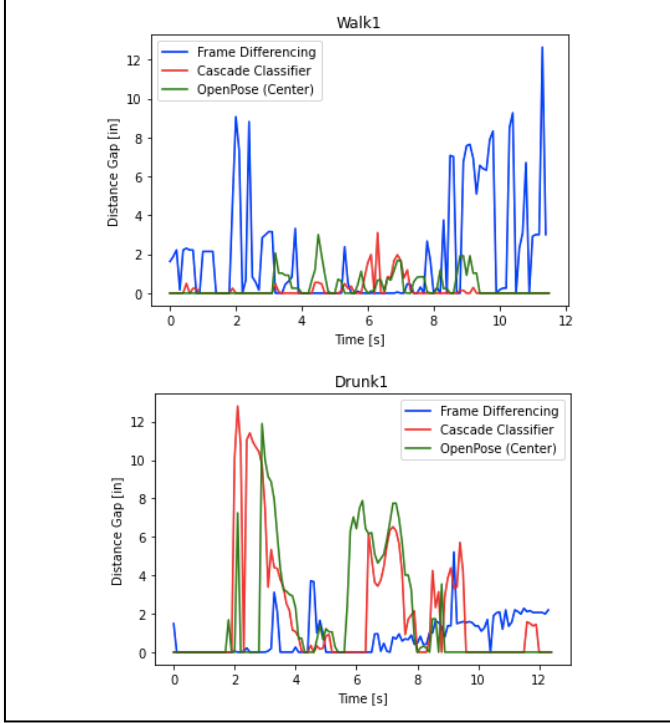 Walk1
Frame Differencing
Cascade Classifier
OpenPose (Center)
Distance Gap [in]
12
10
8
6
4
2
0
0 2 4 6 8 10 12
Time [s]
Drunk1
Frame Differencing
Cascade Classifier
OpenPose (Center)
Distance Gap [in]
12
10
8
6
4
2
0
0 2 4 6 8 10 12
Time [s]